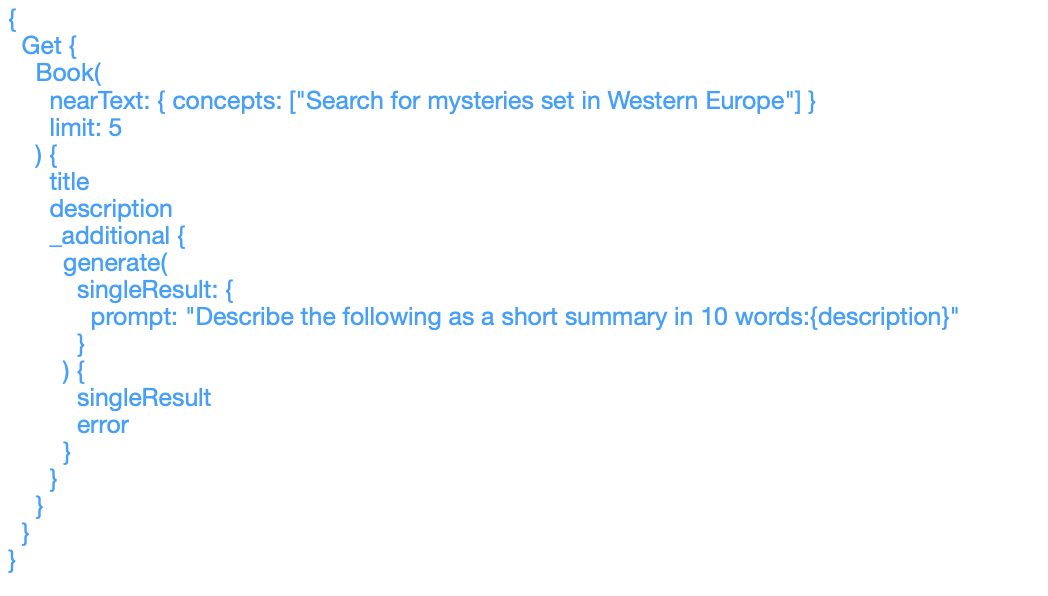 {
Get {
Book(
nearText: { concepts: ["Search for mysteries set in Western Europe"] }
limit: 5
) {
title
description
_additional {
generate(
singleResult: {
prompt: "Describe the following as a short summary in 10 words:{description}"
}
) {
singleResult
error
}
}
}
}
}